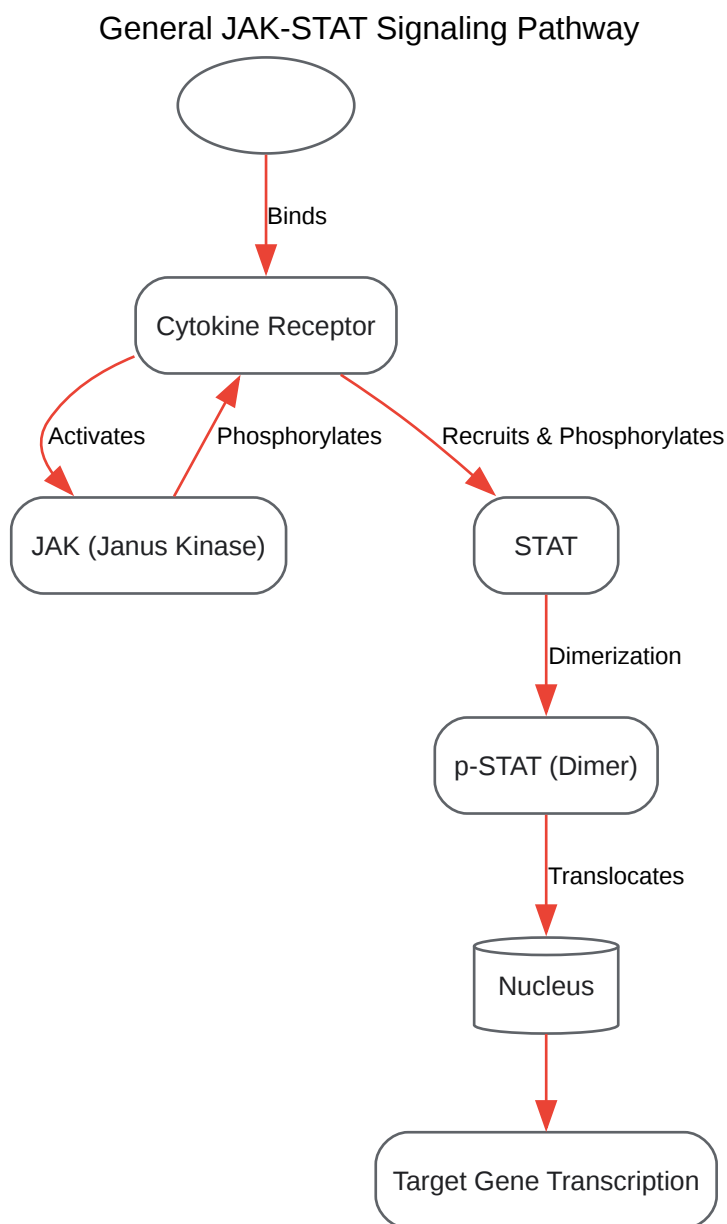 General JAK-STAT Signaling Pathway
Binds
Cytokine Receptor
Activates
Phosphorylates
Recruits & Phosphorylates
JAK (Janus Kinase)
STAT
Dimerization
p-STAT (Dimer)
Translocates
Nucleus
Target Gene Transcription